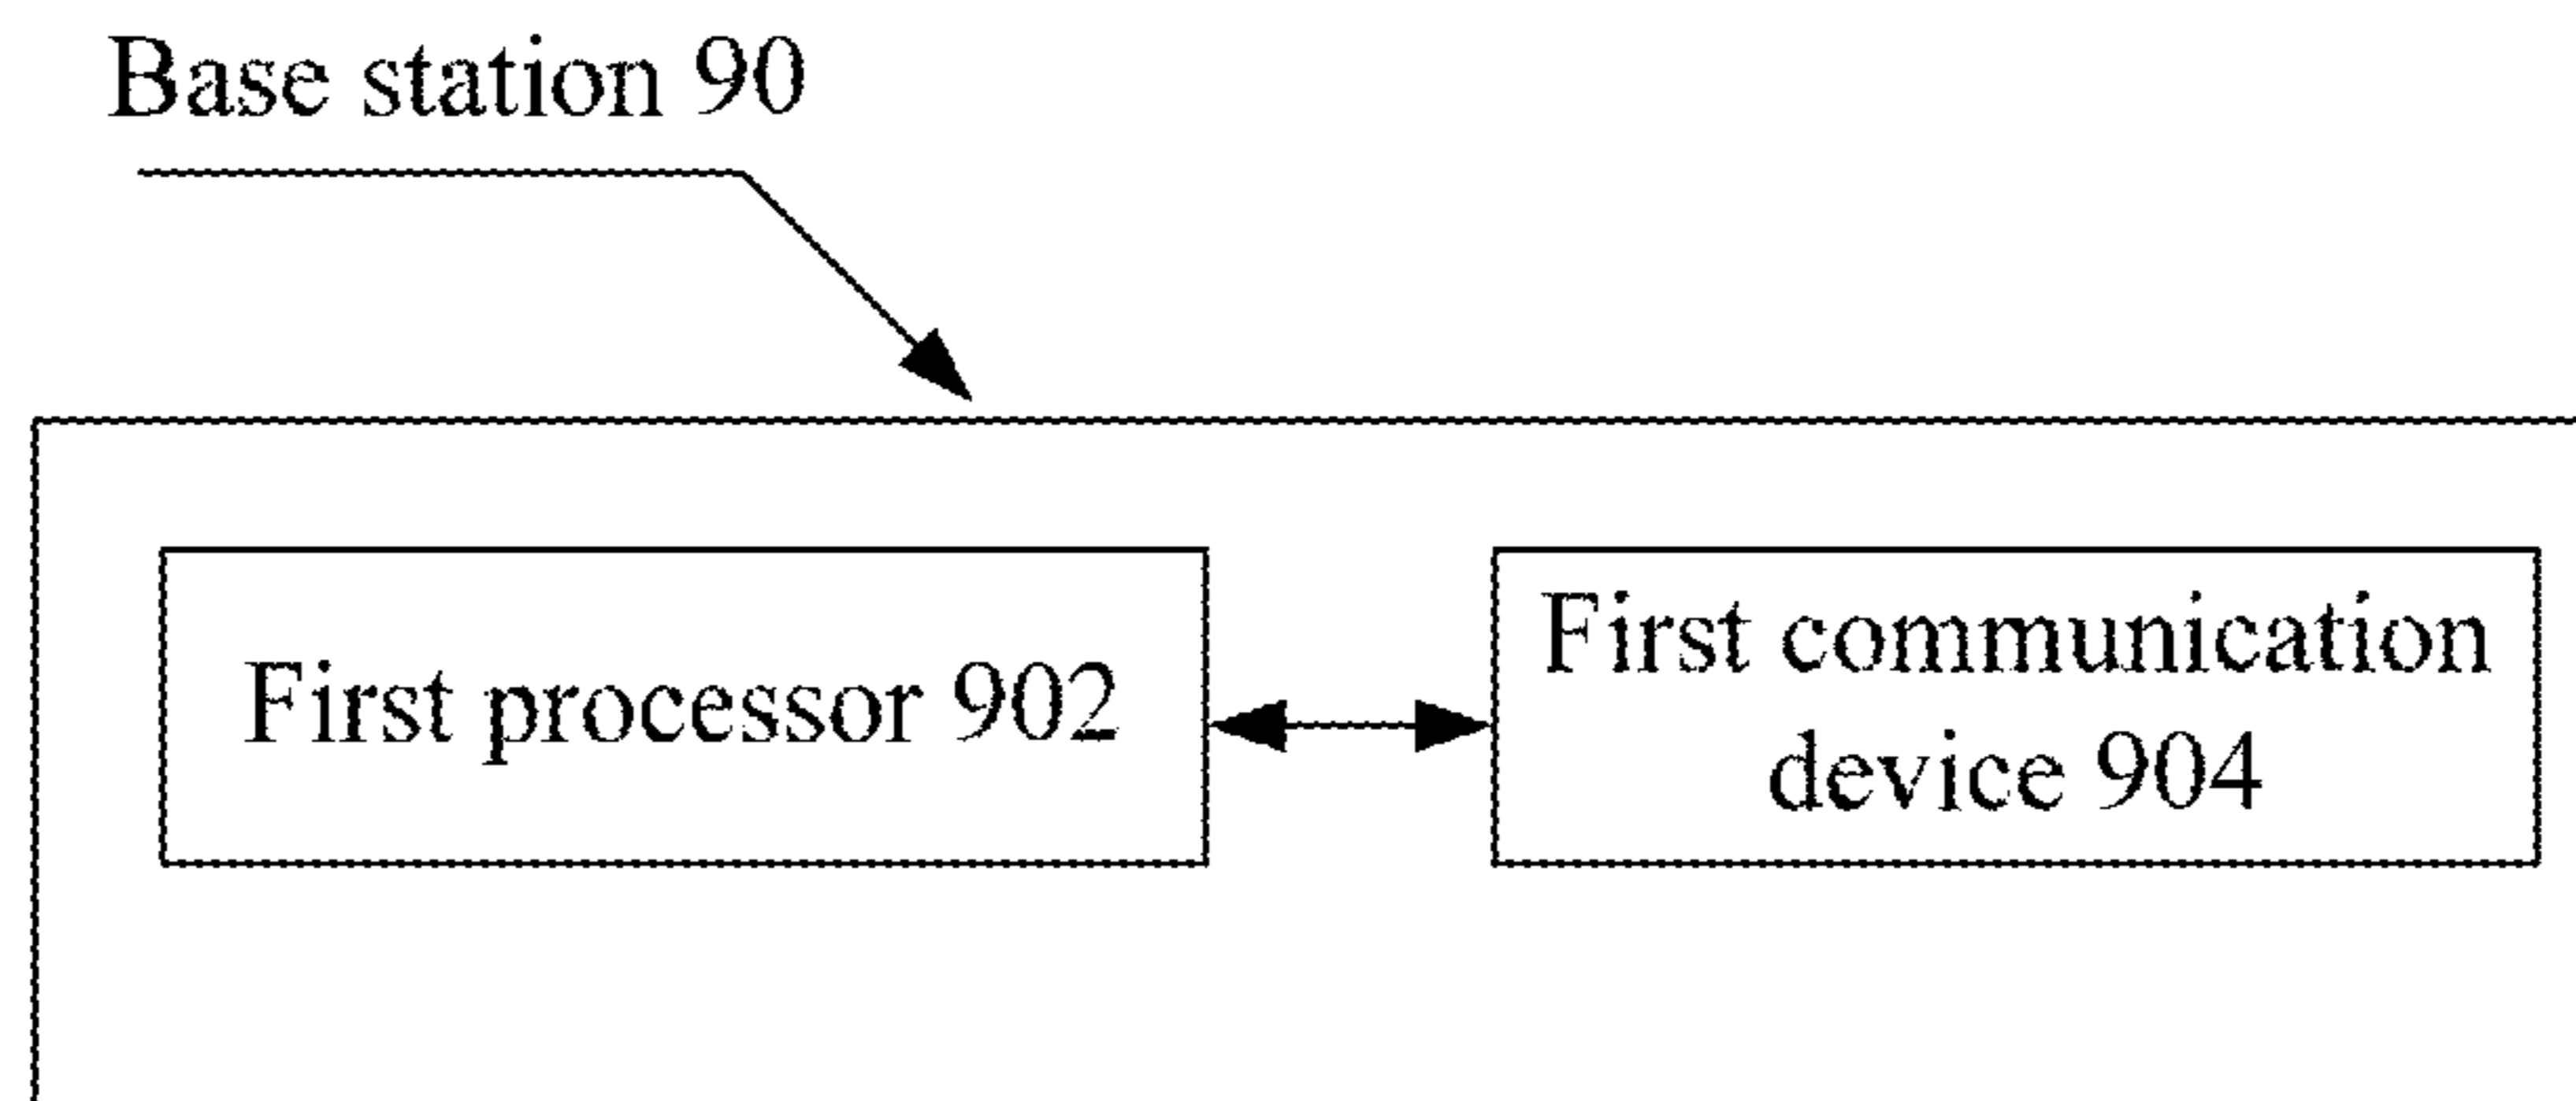 Base station 90
First processor 902
First communication
device 904